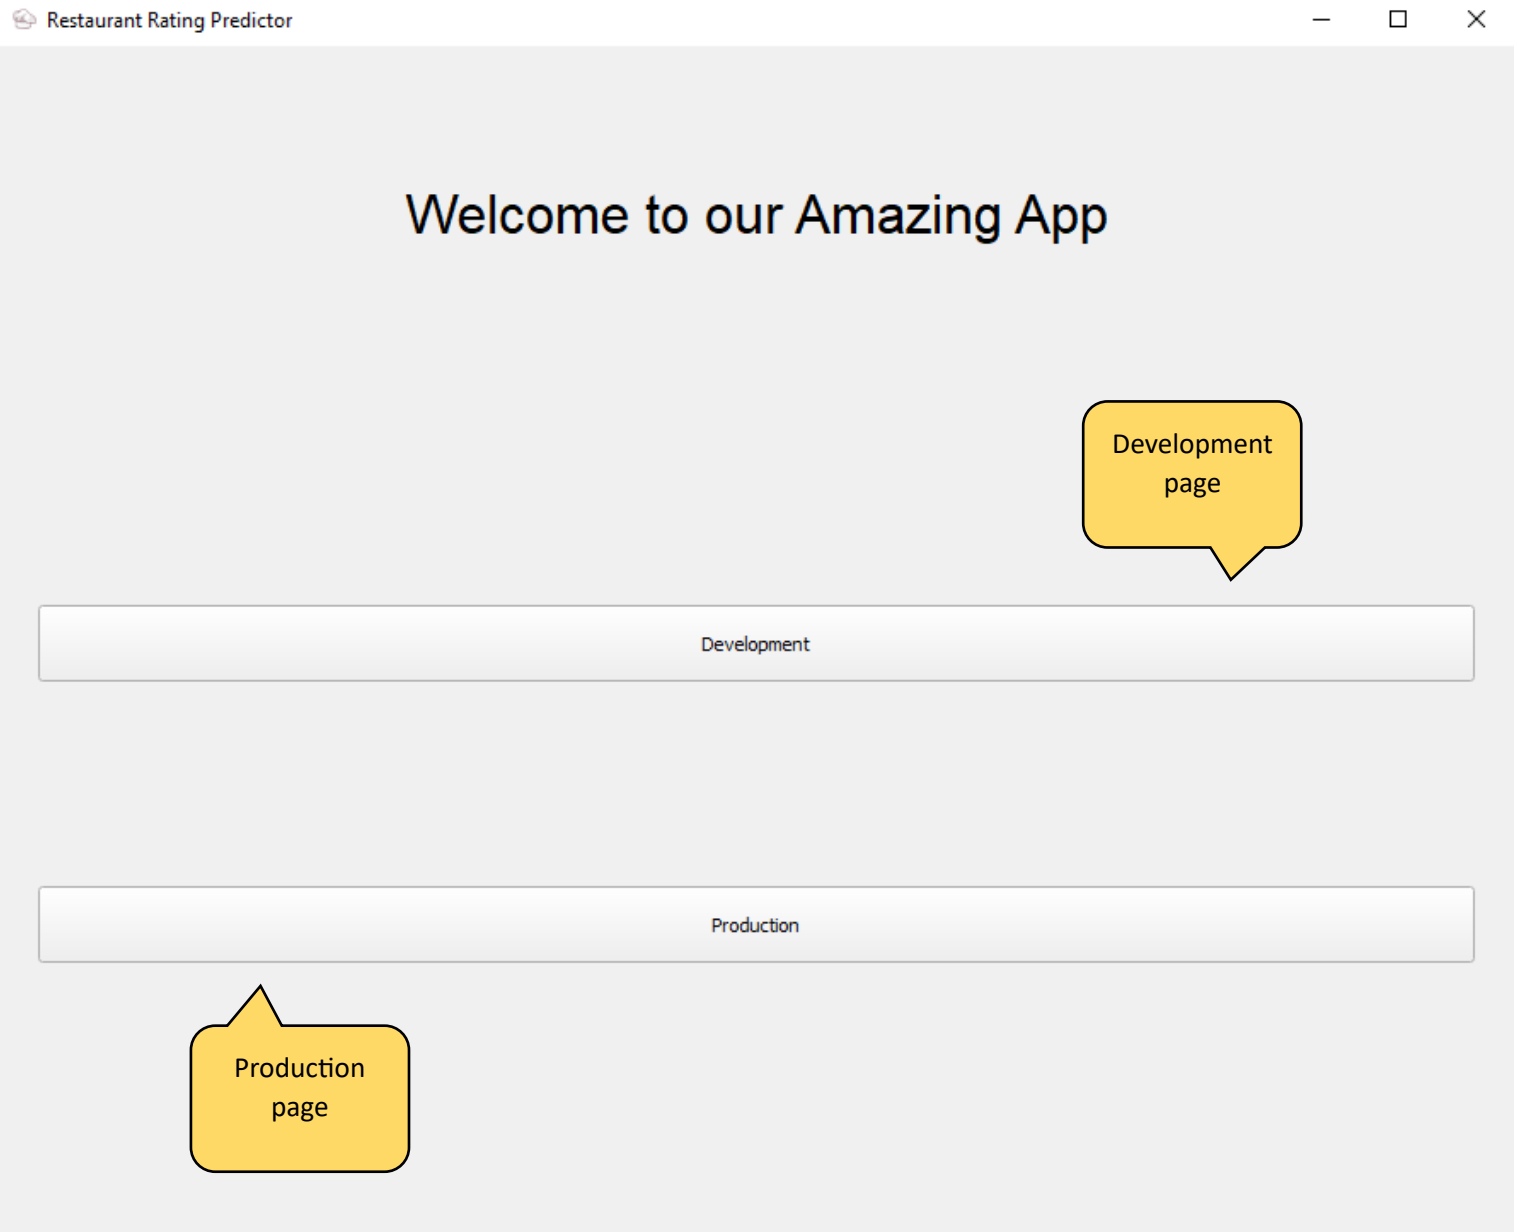 Restaurant Rating Predictor
Welcome to our Amazing App
Development
page
Development
Production
Production
page